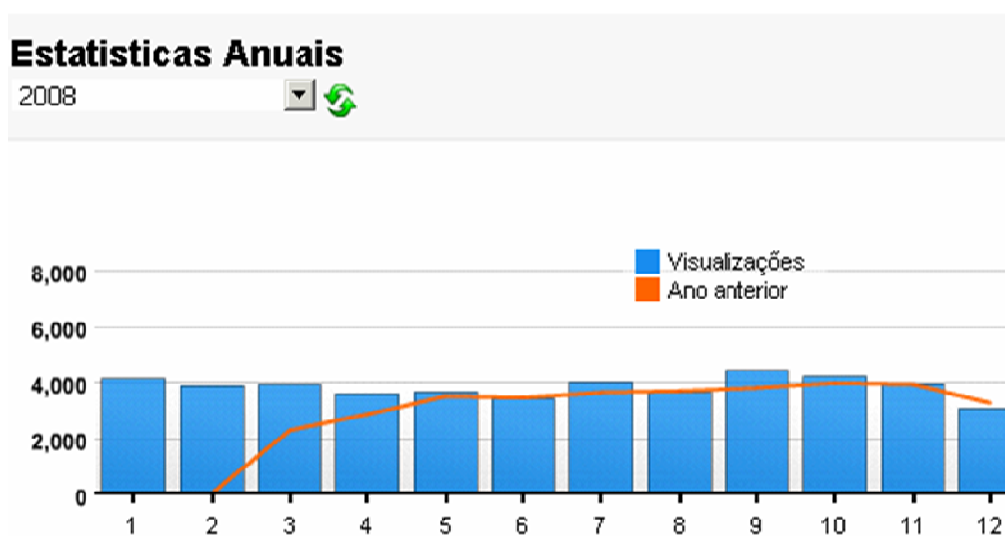 Estatisticas Anuais
2008
Visualizações
Ano anterior
8,000
6,000
4,000
2,000
0
1 2 3 4 5 6 7 8 9 10 11 12